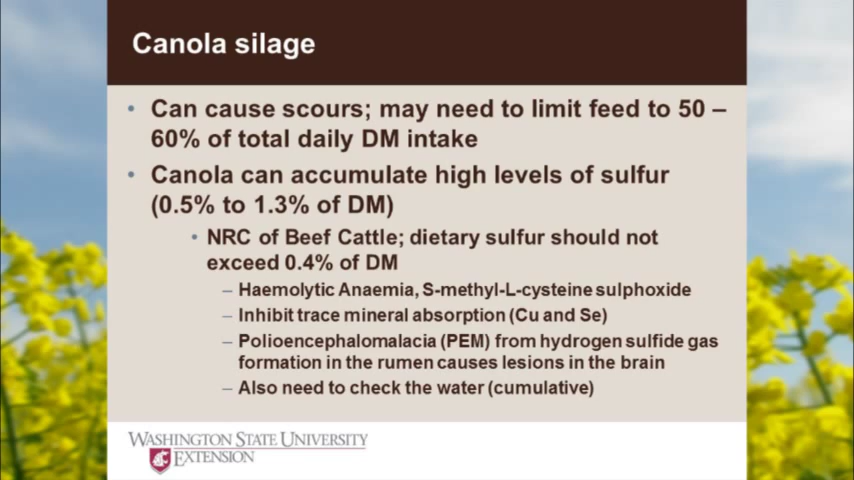 Canola silage
• Can cause scours; may need to limit feed to 50 –
60% of total daily DM intake
• Canola can accumulate high levels of sulfur
(0.5% to 1.3% of DM)
• NRC of Beef Cattle; dietary sulfur should not
exceed 0.4% of DM
– Haemolytic Anaemia, S-methyl-L-cysteine sulphoxide
– Inhibit trace mineral absorption (Cu and Se)
– Polioencephalomalacia (PEM) from hydrogen sulfide gas
formation in the rumen causes lesions in the brain
– Also need to check the water (cumulative)
WASHINGTON STATE UNIVERSITY
EXTENSION